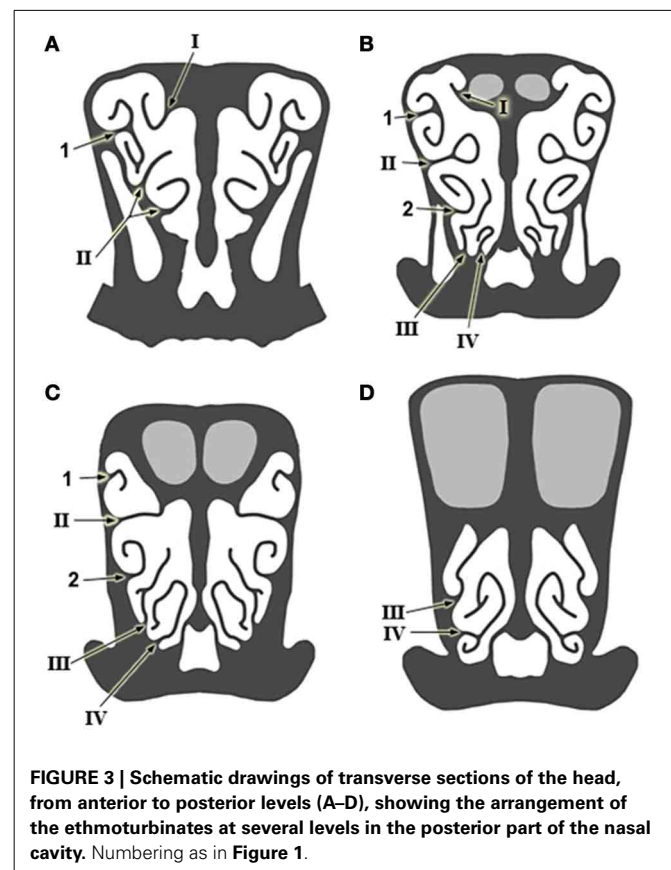 A
I
1
II
B
1
I
II
2
III
IV
C
1
II
2
III
IV
D
III
IV
FIGURE 3 | Schematic drawings of transverse sections of the head,
from anterior to posterior levels (A–D), showing the arrangement of
the ethmoturbinates at several levels in the posterior part of the nasal
cavity. Numbering as in Figure 1.